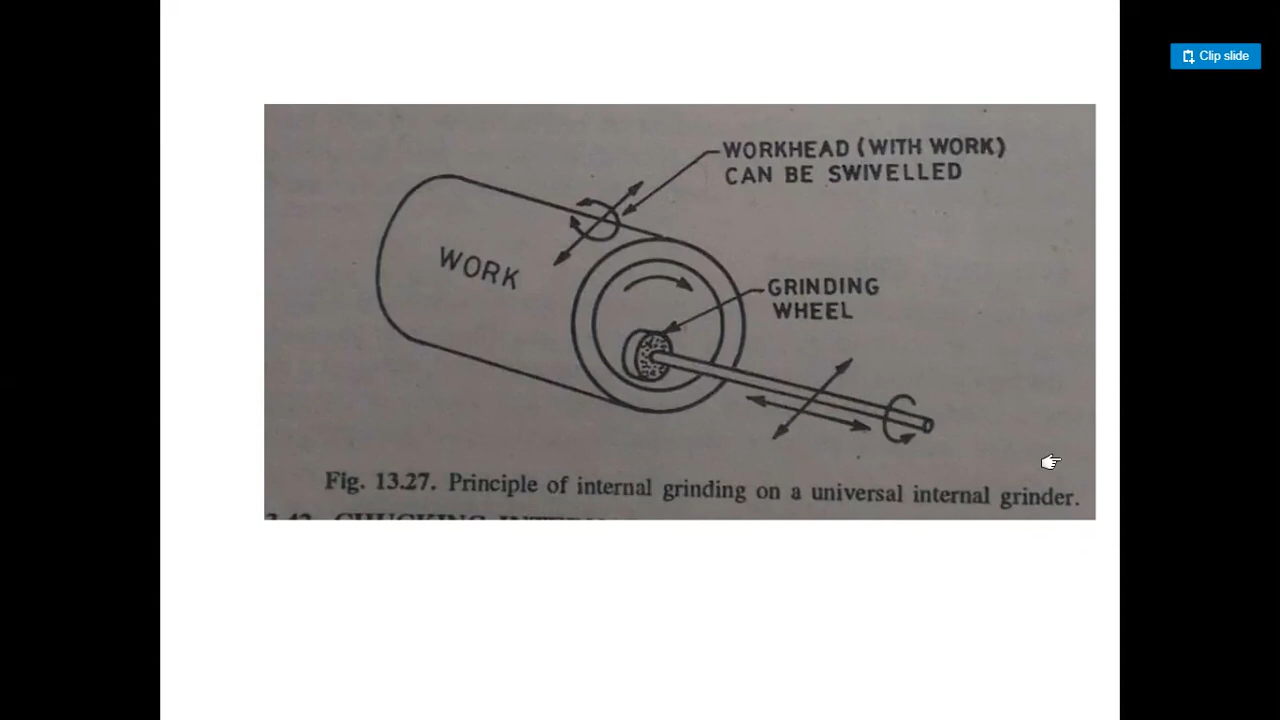 Clip slide
WORKHEAD (WITH WORK)
CAN BE SWIVELLED
WORK
GRINDING
WHEEL
Fig. 13.27. Principle of internal grinding on a universal internal grinder.